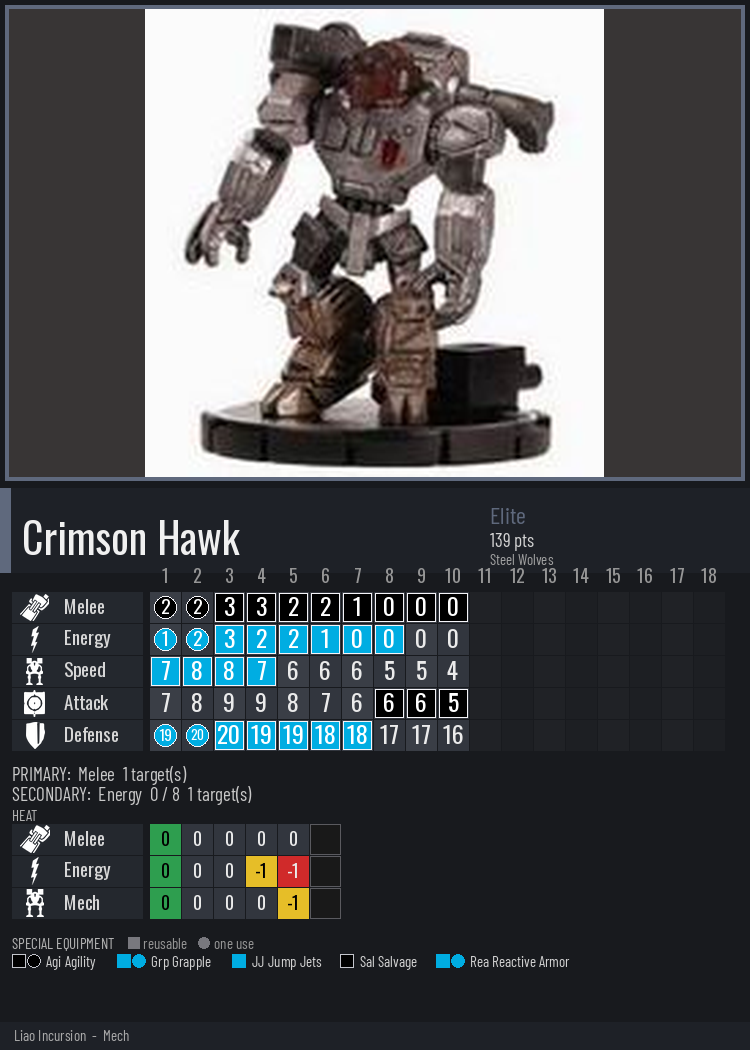 Crimson Hawk
Elite
139 pts
Steel Wolves
1 2 3 4 5 6 7 8 9 10 11 12 13 14 15 16 17 18
Melee 2 2 3 3 2 2 1 0 0 0
Energy 1 2 3 2 2 1 0 0 0 0
Speed 7 8 8 7 6 6 6 5 5 4
Attack 7 8 9 9 8 7 6 6 6 5
Defense 19 20 20 19 19 18 18 17 17 16
PRIMARY: Melee 1 target(s)
SECONDARY: Energy 0 / 8 1 target(s)
HEAT
Melee 0 0 0 0 0
Energy 0 0 0 -1 -1
Mech 0 0 0 0 -1
SPECIAL EQUIPMENT reusable one use
Agi Agility Grp Grapple JJ Jump Jets Sal Salvage Rea Reactive Armor
Liao Incursion - Mech